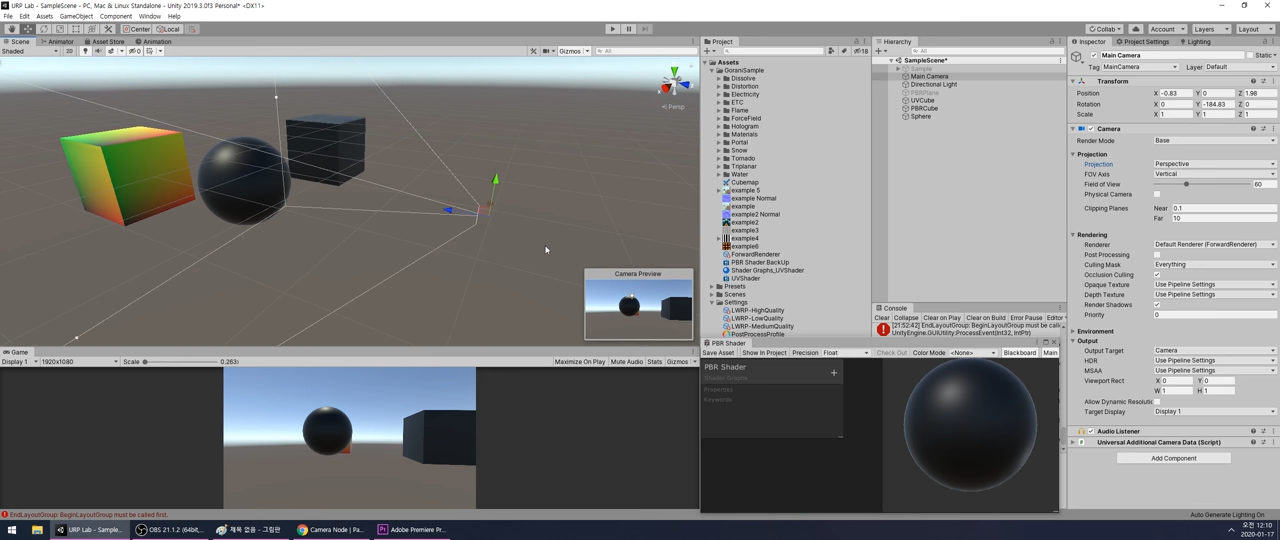 URP Lab - SampleScene - PC, Mac & Linux Standalone - Unity 2019.3.0f3 Personal* <DX11>
File Edit Assets GameObject Component Window Help
Center Local
Collab Account Layers Layout
Scene Animator Asset Store Animation
Shaded 2D Gizmos All
Persp
Camera Preview
Game
Display 1 1920x1080 Scale 0.263x Maximize On Play Mute Audio Stats Gizmos
Project
18
Assets
GoraniSample
Dissolve
Distortion
Electricity
ETC
Flame
ForceField
Hologram
Materials
Portal
Snow
Tornado
Triplanar
Water
Cubemap
example 5
example Normal
example
example2 Normal
example2
example3
example4
example6
ForwardRenderer
PBR Shader BackUp
Shader Graphs_UVShader
UVShader
Presets
Scenes
Settings
LWRP-HighQuality
LWRP-LowQuality
LWRP-MediumQuality
PostProcessProfile
Hierarchy
All
SampleScene*
Sample
Main Camera
Directional Light
PBRPlane
UVCube
PBRCube
Sphere
Console
Clear Collapse Clear on Play Clear on Build Error Pause Editor
[21:52:42] EndLayoutGroup: BeginLayoutGroup must be calle
UnityEngine.GUIUtility:ProcessEvent(Int32, IntPtr)
PBR Shader
Save Asset Show In Project Precision Float Check Out Color Mode <None> Blackboard Main
PBR Shader
Shader Graphs
Properties
Keywords
Inspector Project Settings Lighting
Main Camera Static
Tag MainCamera Layer Default
Transform
Position X -0.83 Y 0 Z 1.98
Rotation X 0 Y -184.83 Z 0
Scale X 1 Y 1 Z 1
Camera
Render Mode Base
Projection
Projection Perspective
FOV Axis Vertical
Field of View 60
Physical Camera
Clipping Planes Near 0.1
Far 10
Rendering
Renderer Default Renderer (ForwardRenderer)
Post Processing
Culling Mask Everything
Occlusion Culling
Opaque Texture Use Pipeline Settings
Depth Texture Use Pipeline Settings
Render Shadows
Priority 0
Environment
Output
Output Target Camera
HDR Use Pipeline Settings
MSAA Use Pipeline Settings
Viewport Rect X 0 Y 0
W 1 H 1
Allow Dynamic Resolutio
Target Display Display 1
Audio Listener
Universal Additional Camera Data (Script)
Add Component
EndLayoutGroup: BeginLayoutGroup must be called first.
Auto Generate Lighting On
URP Lab - Sample... OBS 21.1.2 (64bit,... 제목 없음 - 그림판 Camera Node | Pa... Adobe Premiere Pr...
오전 12:10
2020-01-17